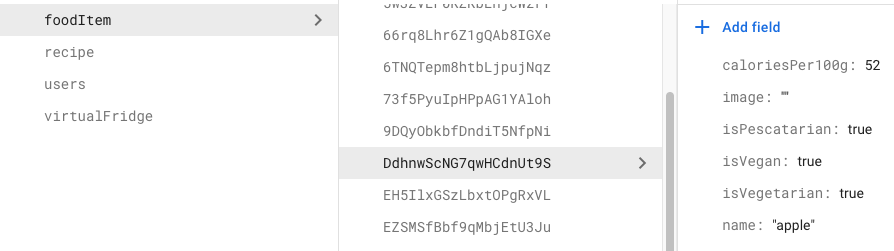 foodItem
recipe
users
virtualFridge
66rq8Lhr6Z1gQAb8IGXe
6TNQTepm8htbLjpujNqz
73f5PyuIpHPpAG1YAloh
9DQyObkbfDndiT5NfpNi
DdhnwScNG7qwHCdnUt9S
EH5IlxGSzLbxtOPgRxVL
EZSMSfBbf9qMbjEtU3Ju
Add field
caloriesPer100g: 52
image: ""
isPescatarian: true
isVegan: true
isVegetarian: true
name: "apple"